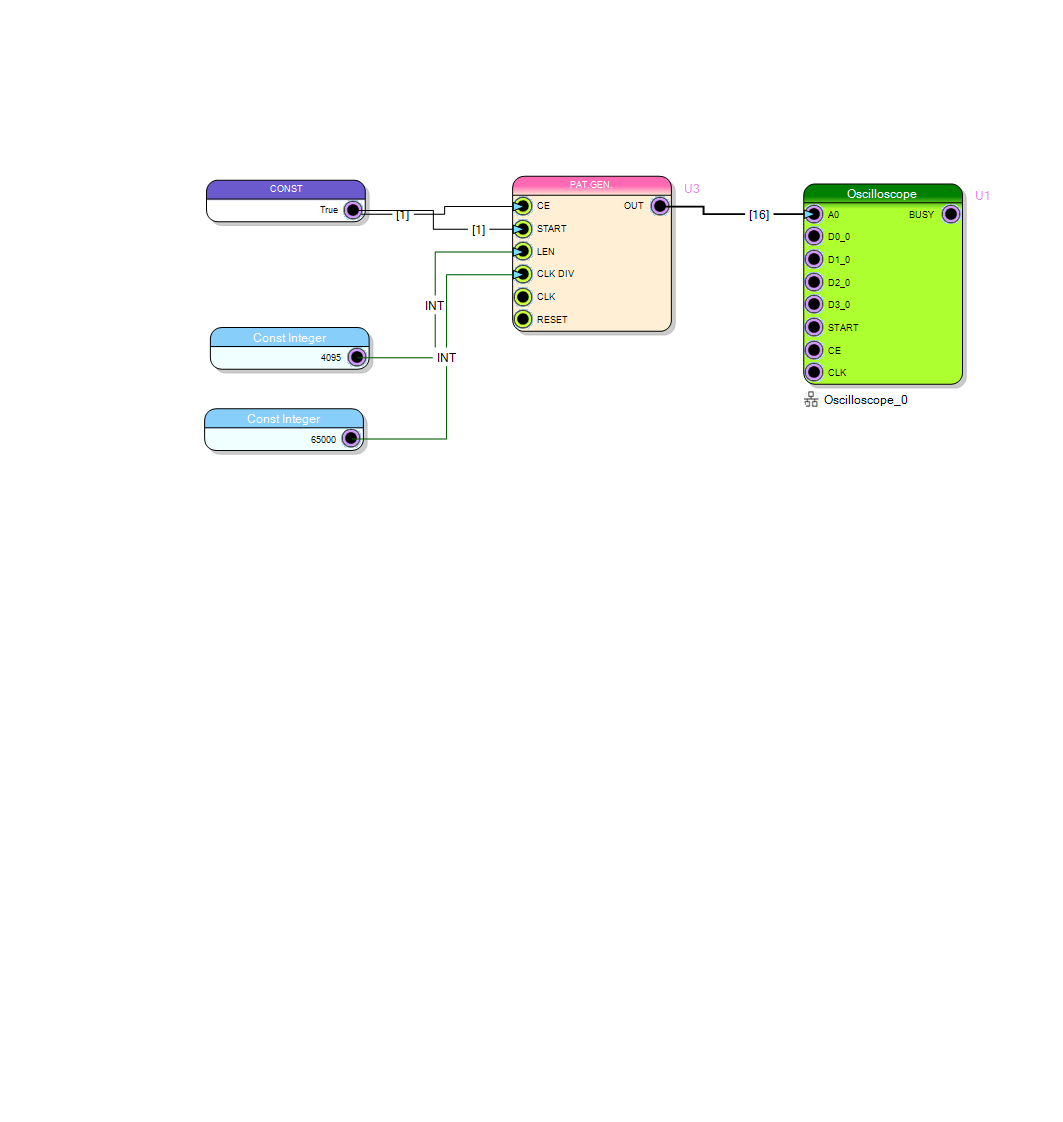 CONST
True
[1]
[1]
Const Integer
4095
Const Integer
65000
INT
INT
PAT.GEN.
U3
CE
OUT
START
LEN
CLK DIV
CLK
RESET
[16]
Oscilloscope
U1
A0
BUSY
D0_0
D1_0
D2_0
D3_0
START
CE
CLK
Oscilloscope_0